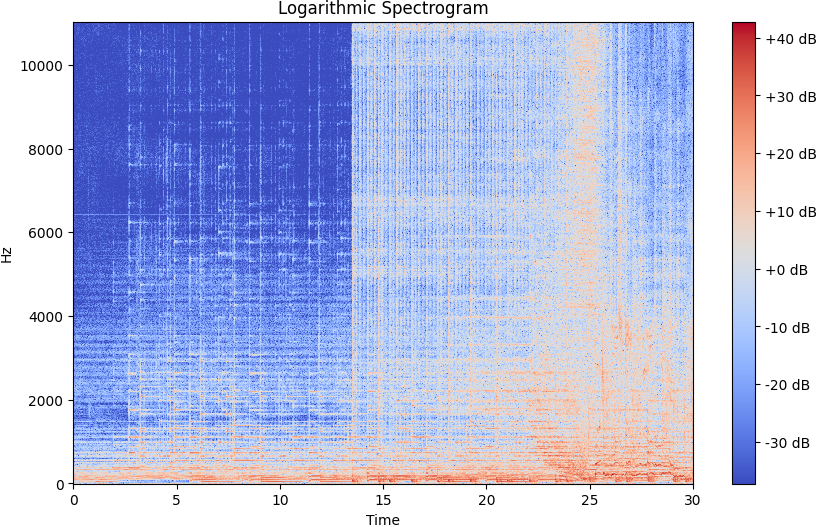 Logarithmic Spectrogram
Hz
10000
8000
6000
4000
2000
0
0 5 10 15 20 25 30
Time
+40 dB
+30 dB
+20 dB
+10 dB
+0 dB
-10 dB
-20 dB
-30 dB